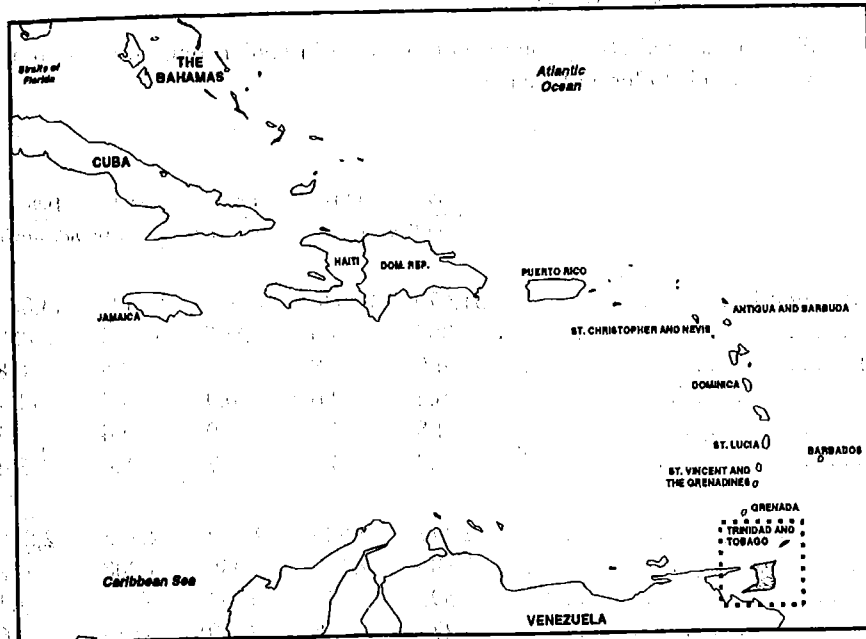 Straits of
Florida
THE
BAHAMAS
Atlantic
Ocean
CUBA
HAITI
DOM. REP.
PUERTO RICO
JAMAICA
ANTIGUA AND BARBUDA
ST. CHRISTOPHER AND NEVIS
DOMINICA
ST. LUCIA
BARBADOS
ST. VINCENT AND
THE GRENADINES
GRENADA
TRINIDAD AND
TOBAGO
Caribbean Sea
VENEZUELA